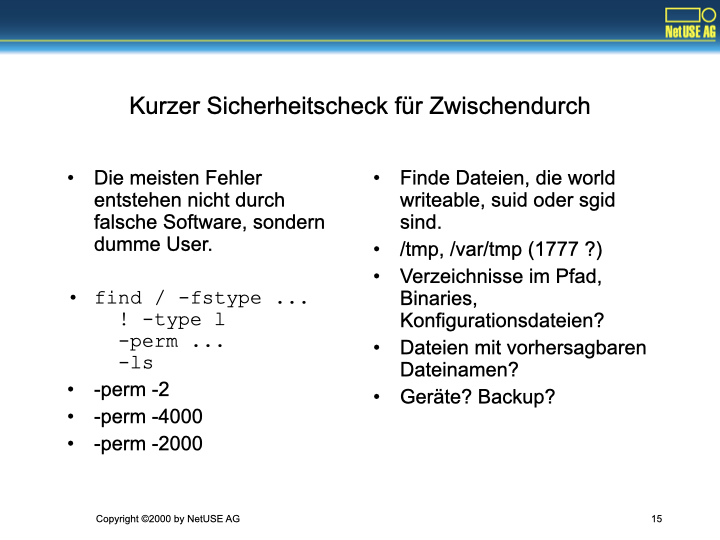 NetUSE AG
Kurzer Sicherheitscheck für Zwischendurch
• Die meisten Fehler
entstehen nicht durch
falsche Software, sondern
dumme User.
• find / -fstype ...
! -type l
-perm ...
-ls
• -perm -2
• -perm -4000
• -perm -2000
• Finde Dateien, die world
writeable, suid oder sgid
sind.
• /tmp, /var/tmp (1777 ?)
• Verzeichnisse im Pfad,
Binaries,
Konfigurationsdateien?
• Dateien mit vorhersagbaren
Dateinamen?
• Geräte? Backup?
Copyright ©2000 by NetUSE AG
15